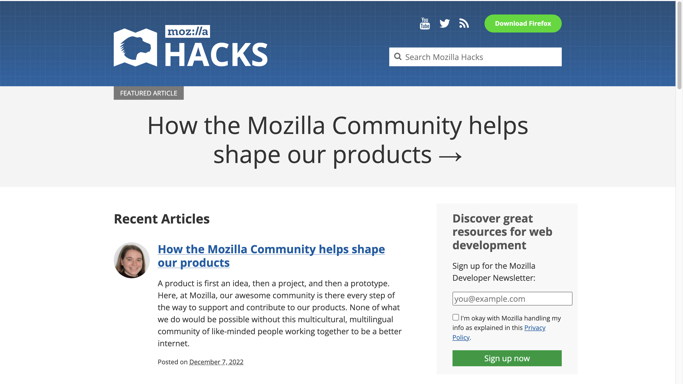 You
Tube
Download Firefox
moz://a
HACKS
Search Mozilla Hacks
FEATURED ARTICLE
How the Mozilla Community helps
shape our products →
Recent Articles
How the Mozilla Community helps shape
our products
A product is first an idea, then a project, and then a prototype.
Here, at Mozilla, our awesome community is there every step of
the way to support and contribute to our products. None of what
we do would be possible without this multicultural, multilingual
community of like-minded people working together to be a better
internet.
Posted on December 7, 2022
Discover great
resources for web
development
Sign up for the Mozilla
Developer Newsletter:
you@example.com
I'm okay with Mozilla handling my
info as explained in this Privacy
Policy.
Sign up now